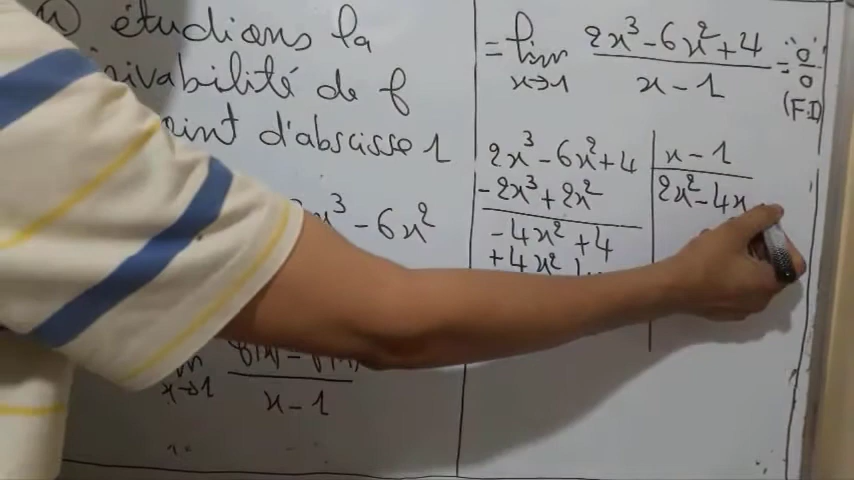 étudions la
ivabilité de f
oint d'abscisse 1
x³ - 6x²
x→1
x - 1
= lim 2x³ - 6x² + 4 / x - 1 = "0/0"
x→1
(F.I)
2x³ - 6x² + 4 | x - 1
-2x³ + 2x² | 2x² - 4x
-4x² + 4
+4x²